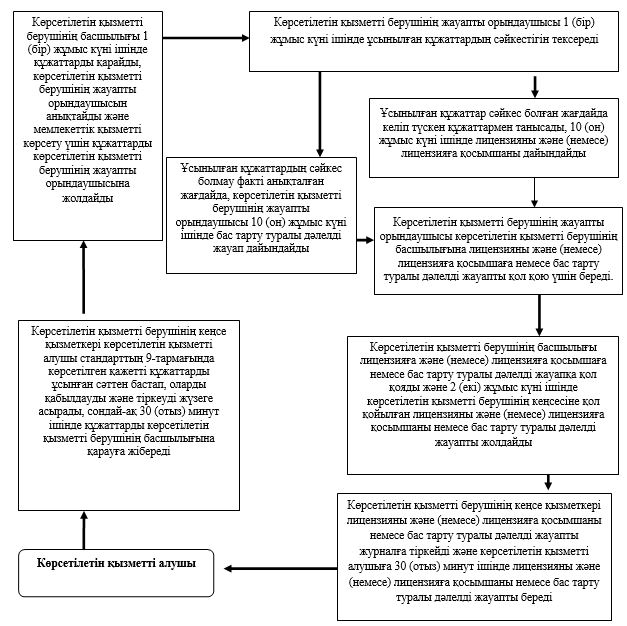 Көрсетілетін қызметті
берушінің басшылығы 1
(бір) жұмыс күні ішінде
құжаттарды қарайды,
көрсетілетін қызметті
берушінің жауапты
орындаушысын
анықтайды және
мемлекеттік қызметті
көрсету үшін құжаттарды
көрсетілетін қызметті
берушінің жауапты
орындаушысына
жолдайды
Көрсетілетін қызметті берушінің жауапты орындаушысы 1 (бір)
жұмыс күні ішінде ұсынылған құжаттардың сәйкестігін тексереді
Ұсынылған құжаттар сәйкес болған жағдайда
келіп түскен құжаттармен танысады, 10 (он)
жұмыс күні ішінде лицензияны және (немесе)
лицензияға қосымшаны дайындайды
Ұсынылған құжаттардың сәйкес
болмау факті анықталған
жағдайда, көрсетілетін қызметті
берушінің жауапты
орындаушысы 10 (он) жұмыс күні
ішінде бас тарту туралы дәлелді
жауап дайындайды
Көрсетілетін қызметті берушінің жауапты
орындаушысы көрсетілетін қызметті берушінің
басшылығына лицензияны және (немесе)
лицензияға қосымшаға немесе бас тарту
туралы дәлелді жауапты қол қою үшін береді.
Көрсетілетін қызметті берушінің кеңсе
қызметкері көрсетілетін қызметті
алушы стандарттың 9-тармағында
көрсетілген қажетті құжаттарды
ұсынған сәттен бастап, оларды
қабылдауды және тіркеуді жүзеге
асырады, сондай-ақ 30 (отыз) минут
ішінде құжаттарды көрсетілетін
қызметті берушінің басшылығына
қарауға жібереді
Көрсетілетін қызметті берушінің басшылығы
лицензияға және (немесе) лицензияға қосымшаға
немесе бас тарту туралы дәлелді жауапқа қол
қояды және 2 (екі) жұмыс күні ішінде
көрсетілетін қызметті берушінің кеңсесіне қол
қойылған лицензияны және (немесе) лицензияға
қосымшаны немесе бас тарту туралы дәлелді
жауапты жолдайды
Көрсетілетін қызметті берушінің кеңсе қызметкері
лицензияны және (немесе) лицензияға қосымшаны
немесе бас тарту туралы дәлелді жауапты
журналға тіркейді және көрсетілетін қызметті
алушыға 30 (отыз) минут ішінде лицензияны және
(немесе) лицензияға қосымшаны немесе бас тарту
туралы дәлелді жауапты береді
Көрсетілетін қызметті алушы